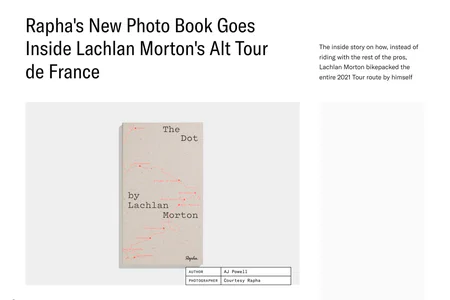 Rapha's New Photo Book Goes
Inside Lachlan Morton's Alt Tour
de France
The inside story on how, instead of
riding with the rest of the pros,
Lachlan Morton bikepacked the
entire 2021 Tour route by himself
The
Dot
by
Lachlan
Morton
Rapha
AUTHOR AJ Powell
PHOTOGRAPHER Courtesy Rapha